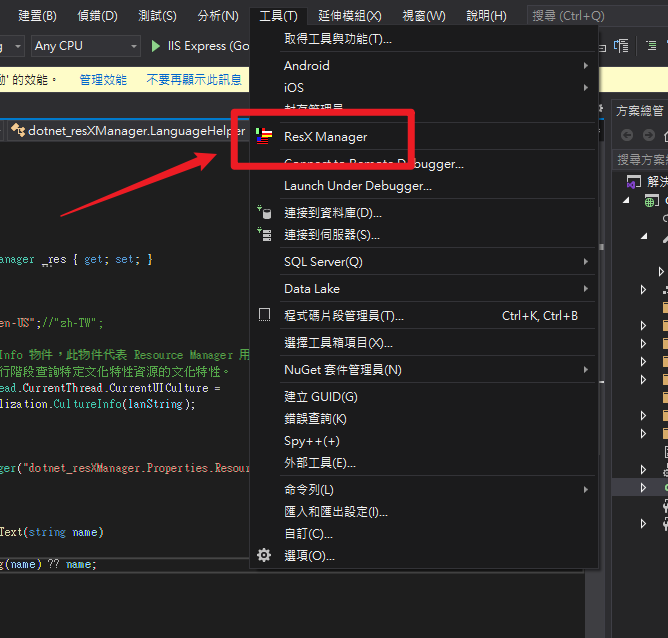 建置(B) 偵錯(D) 測試(S) 分析(N) 工具(T) 延伸模組(X) 視窗(W) 說明(H) 搜尋 (Ctrl+Q)
Any CPU IIS Express (Go
' 的效能。 管理效能 不要再顯示此訊息
取得工具與功能(T)...
Android
iOS
方案總管
dotnet_resXManager.LanguageHelper
ResX Manager
搜尋方案總
Connect to Remote Debugger...
Launch Under Debugger...
解決
連接到資料庫(D)...
連接到伺服器(S)...
anager _res { get; set; }
SQL Server(Q)
Data Lake
en-US";//"zh-TW";
程式碼片段管理員(T)... Ctrl+K, Ctrl+B
選擇工具箱項目(X)...
Info 物件，此物件代表 Resource Manager 用
行階段查詢特定文化特性資源的文化特性。
NuGet 套件管理員(N)
ead.CurrentThread.CurrentUICulture =
lization.CultureInfo(lanString);
建立 GUID(G)
錯誤查詢(K)
Spy++(+)
外部工具(E)...
ger("dotnet_resXManager.Properties.Resour
命令列(L)
匯入和匯出設定(I)...
Text(string name)
自訂(C)...
選項(O)...
g(name) ?? name;